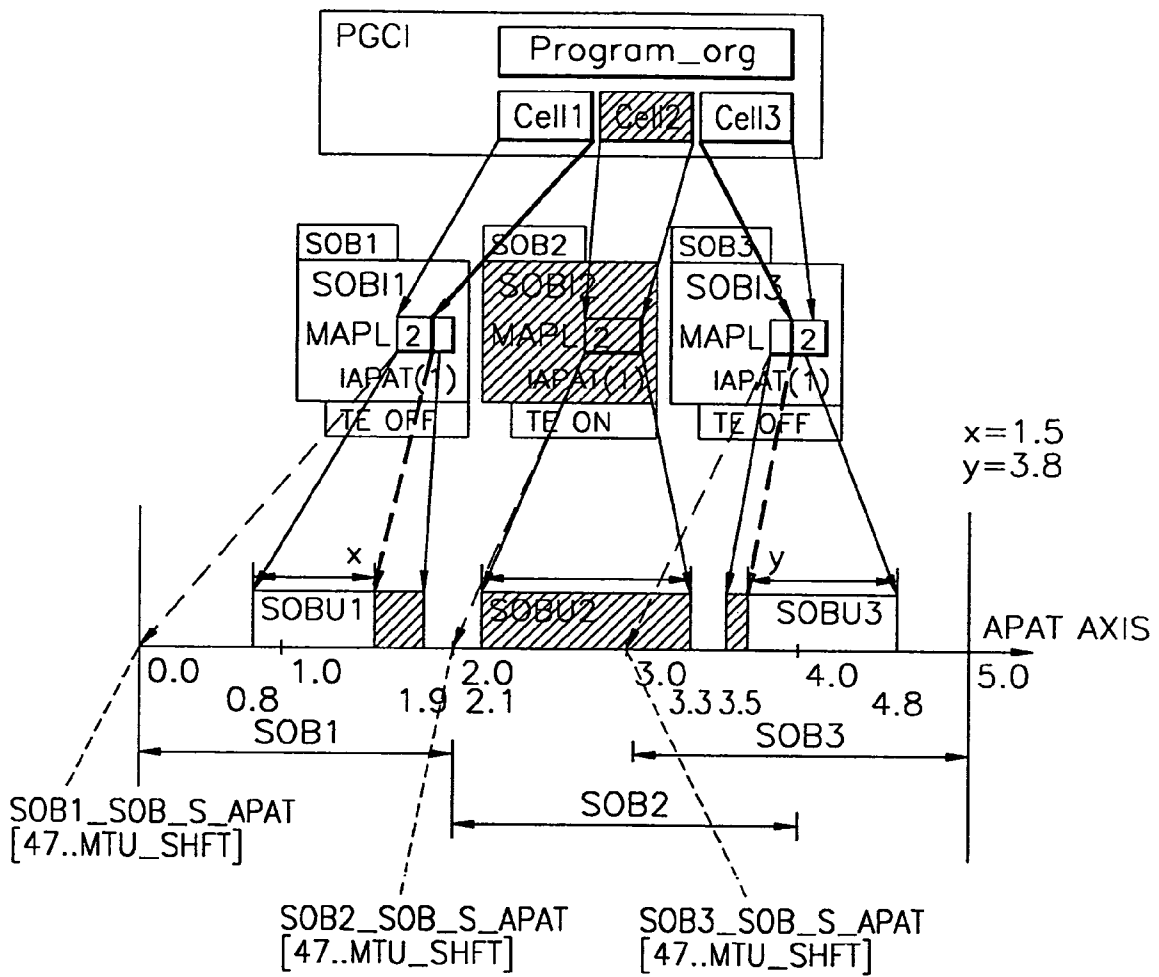 PGCI
Program_org
Cell1 Cell2 Cell3
SOB1 SOB2 SOB3
SOBI1 SOBI2 SOBI3
MAPL 2 MAPL 2 MAPL 2
IAPAT(1) IAPAT(1) IAPAT(1)
TE OFF TE ON TE OFF
x=1.5
y=3.8
x y
SOBU1 SOBU2 SOBU3
APAT AXIS
0.0 1.0 2.0 3.0 4.0 5.0
0.8 1.9 2.1 3.3 3.5 4.8
SOB1 SOB3
SOB2
SOB1_SOB_S_APAT
[47..MTU_SHFT]
SOB2_SOB_S_APAT
[47..MTU_SHFT]
SOB3_SOB_S_APAT
[47..MTU_SHFT]